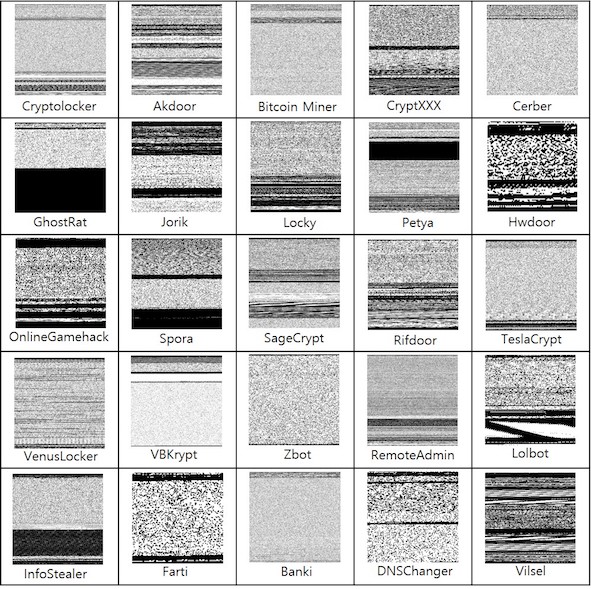 Cryptolocker
Akdoor
Bitcoin Miner
CryptXXX
Cerber
GhostRat
Jorik
Locky
Petya
Hwdoor
OnlineGamehack
Spora
SageCrypt
Rifdoor
TeslaCrypt
VenusLocker
VBKrypt
Zbot
RemoteAdmin
Lolbot
InfoStealer
Farti
Banki
DNSChanger
Vilsel